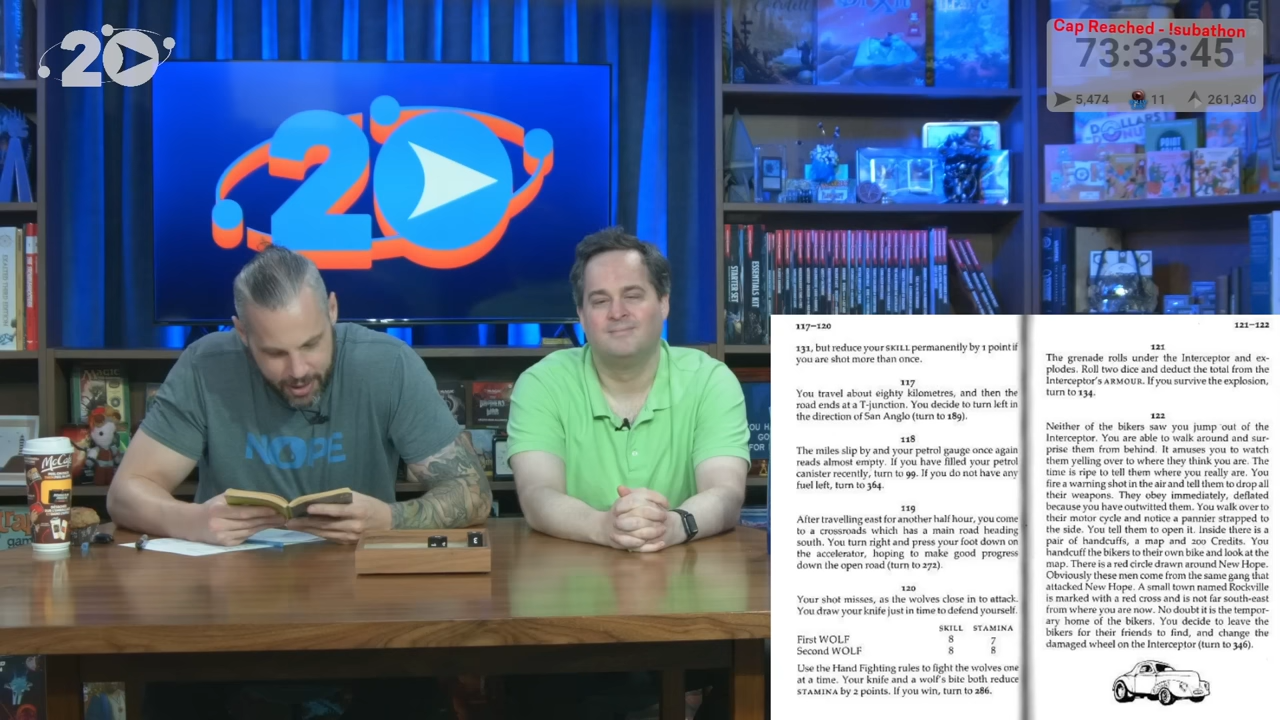 20
Cap Reached - !subathon
73:33:45
5,474
11
261,340
20
DOLLARS
STARTER SET
ESSENTIALS KIT
MAGIC
NOPE
McCafé
117–120
131, but reduce your SKILL permanently by 1 point if
you are shot more than once.
117
You travel about eighty kilometres, and then the
road ends at a T-junction. You decide to turn left in
the direction of San Anglo (turn to 189).
118
The miles slip by and your petrol gauge once again
reads almost empty. If you have filled your petrol
canister recently, turn to 99. If you do not have any
fuel left, turn to 364.
119
After travelling east for another half hour, you come
to a crossroads which has a main road heading
south. You turn right and press your foot down on
the accelerator, hoping to make good progress
down the open road (turn to 272).
120
Your shot misses, as the wolves close in to attack.
You draw your knife just in time to defend yourself.
SKILL STAMINA
First WOLF 8 7
Second WOLF 8 8
Use the Hand Fighting rules to fight the wolves one
at a time. Your knife and a wolf's bite both reduce
STAMINA by 2 points. If you win, turn to 286.
121–122
121
The grenade rolls under the Interceptor and ex-
plodes. Roll two dice and deduct the total from the
Interceptor's ARMOUR. If you survive the explosion,
turn to 134.
122
Neither of the bikers saw you jump out of the
Interceptor. You are able to walk around and sur-
prise them from behind. It amuses you to watch
them yelling over to where they think you are. The
time is ripe to tell them where you really are. You
fire a warning shot in the air and tell them to drop all
their weapons. They obey immediately, deflated
because you have outwitted them. You walk over to
their motor cycle and notice a pannier strapped to
the side. You tell them to open it. Inside there is a
pair of handcuffs, a map and 200 Credits. You
handcuff the bikers to their own bike and look at the
map. There is a red circle drawn around New Hope.
Obviously these men come from the same gang that
attacked New Hope. A small town named Rockville
is marked with a red cross and is not far south-east
from where you are now. No doubt it is the tempor-
ary home of the bikers. You decide to leave the
bikers for their friends to find, and change the
damaged wheel on the Interceptor (turn to 346).